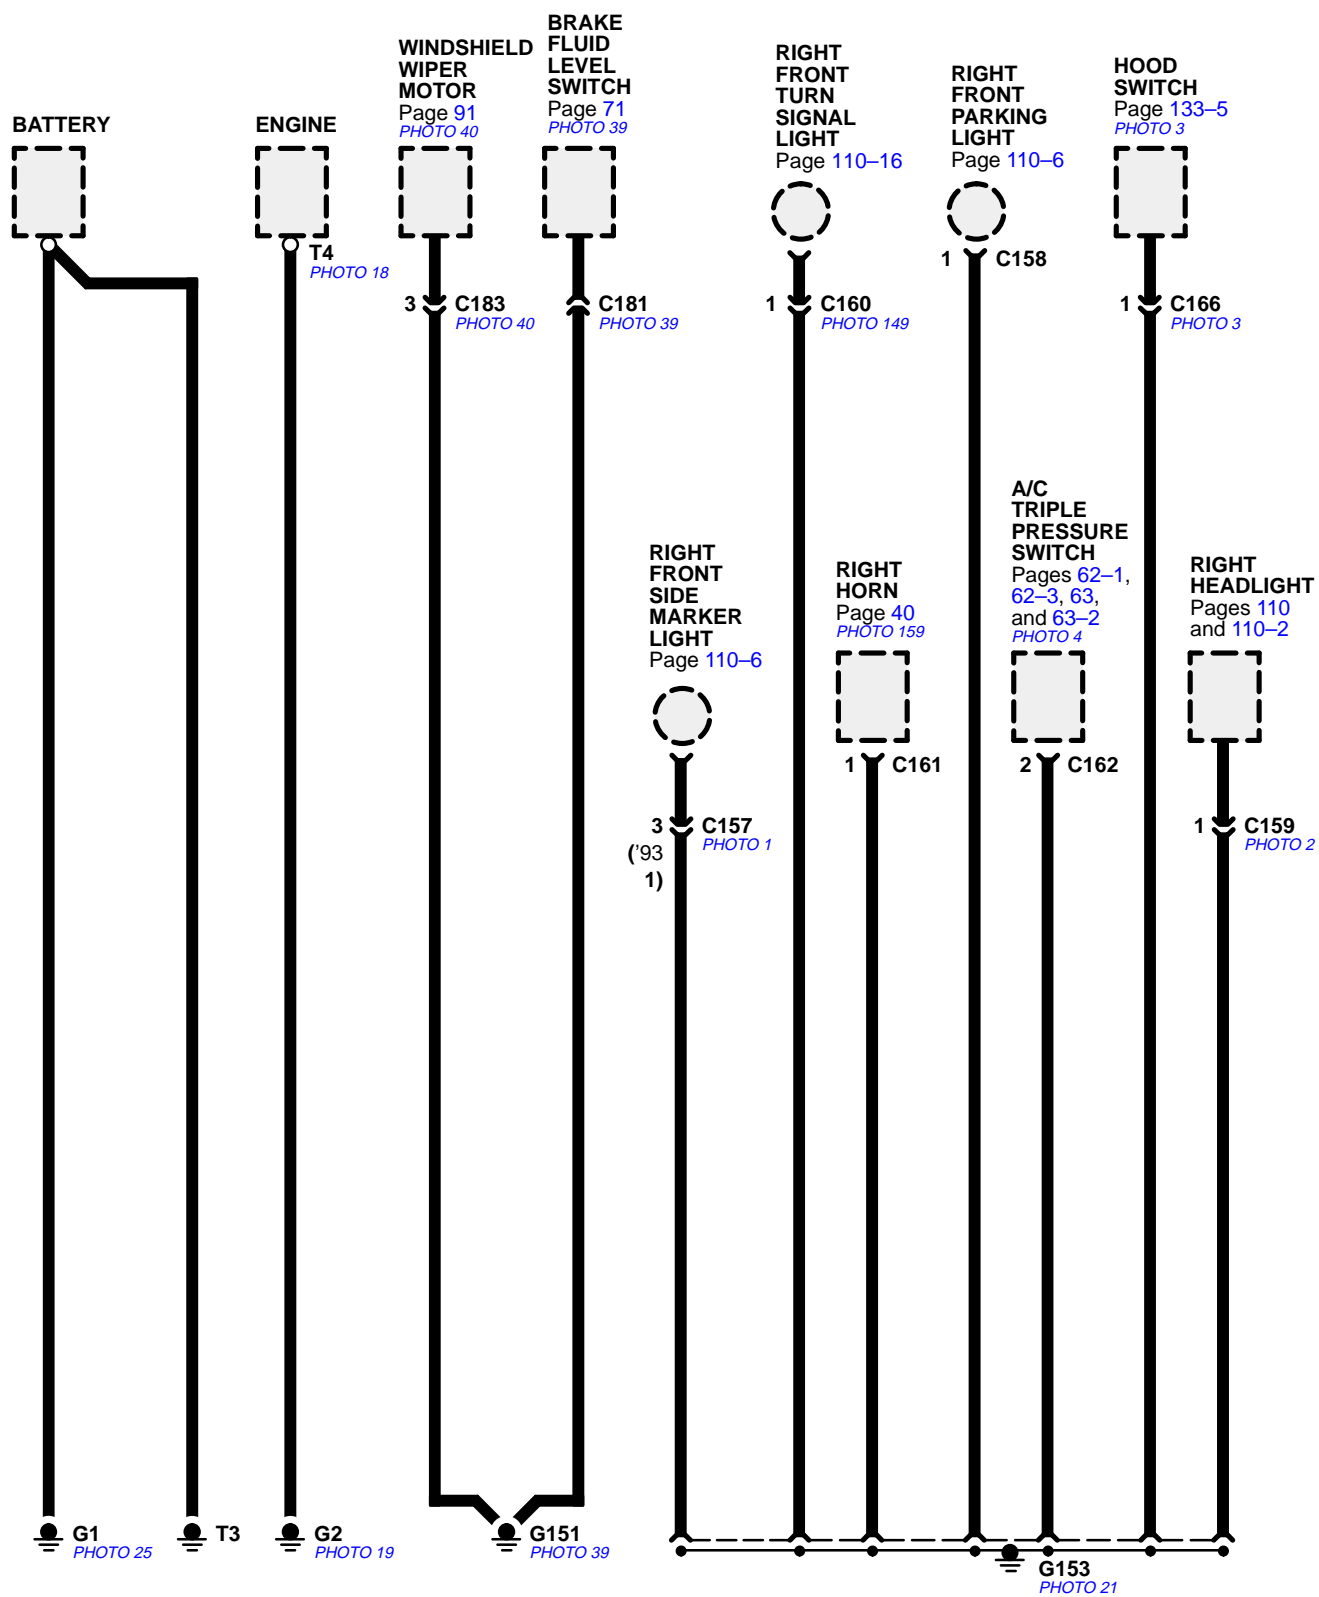 BATTERY
ENGINE
T4
PHOTO 18
WINDSHIELD
WIPER
MOTOR
Page 91
PHOTO 40
3 C183
PHOTO 40
BRAKE
FLUID
LEVEL
SWITCH
Page 71
PHOTO 39
C181
PHOTO 39
RIGHT
FRONT
TURN
SIGNAL
LIGHT
Page 110–16
1 C160
PHOTO 149
RIGHT
FRONT
PARKING
LIGHT
Page 110–6
1 C158
HOOD
SWITCH
Page 133–5
PHOTO 3
1 C166
PHOTO 3
RIGHT
FRONT
SIDE
MARKER
LIGHT
Page 110–6
3 C157
PHOTO 1
('93
1)
RIGHT
HORN
Page 40
PHOTO 159
1 C161
A/C
TRIPLE
PRESSURE
SWITCH
Pages 62–1,
62–3, 63,
and 63–2
PHOTO 4
2 C162
RIGHT
HEADLIGHT
Pages 110
and 110–2
1 C159
PHOTO 2
G1
PHOTO 25
T3
G2
PHOTO 19
G151
PHOTO 39
G153
PHOTO 21